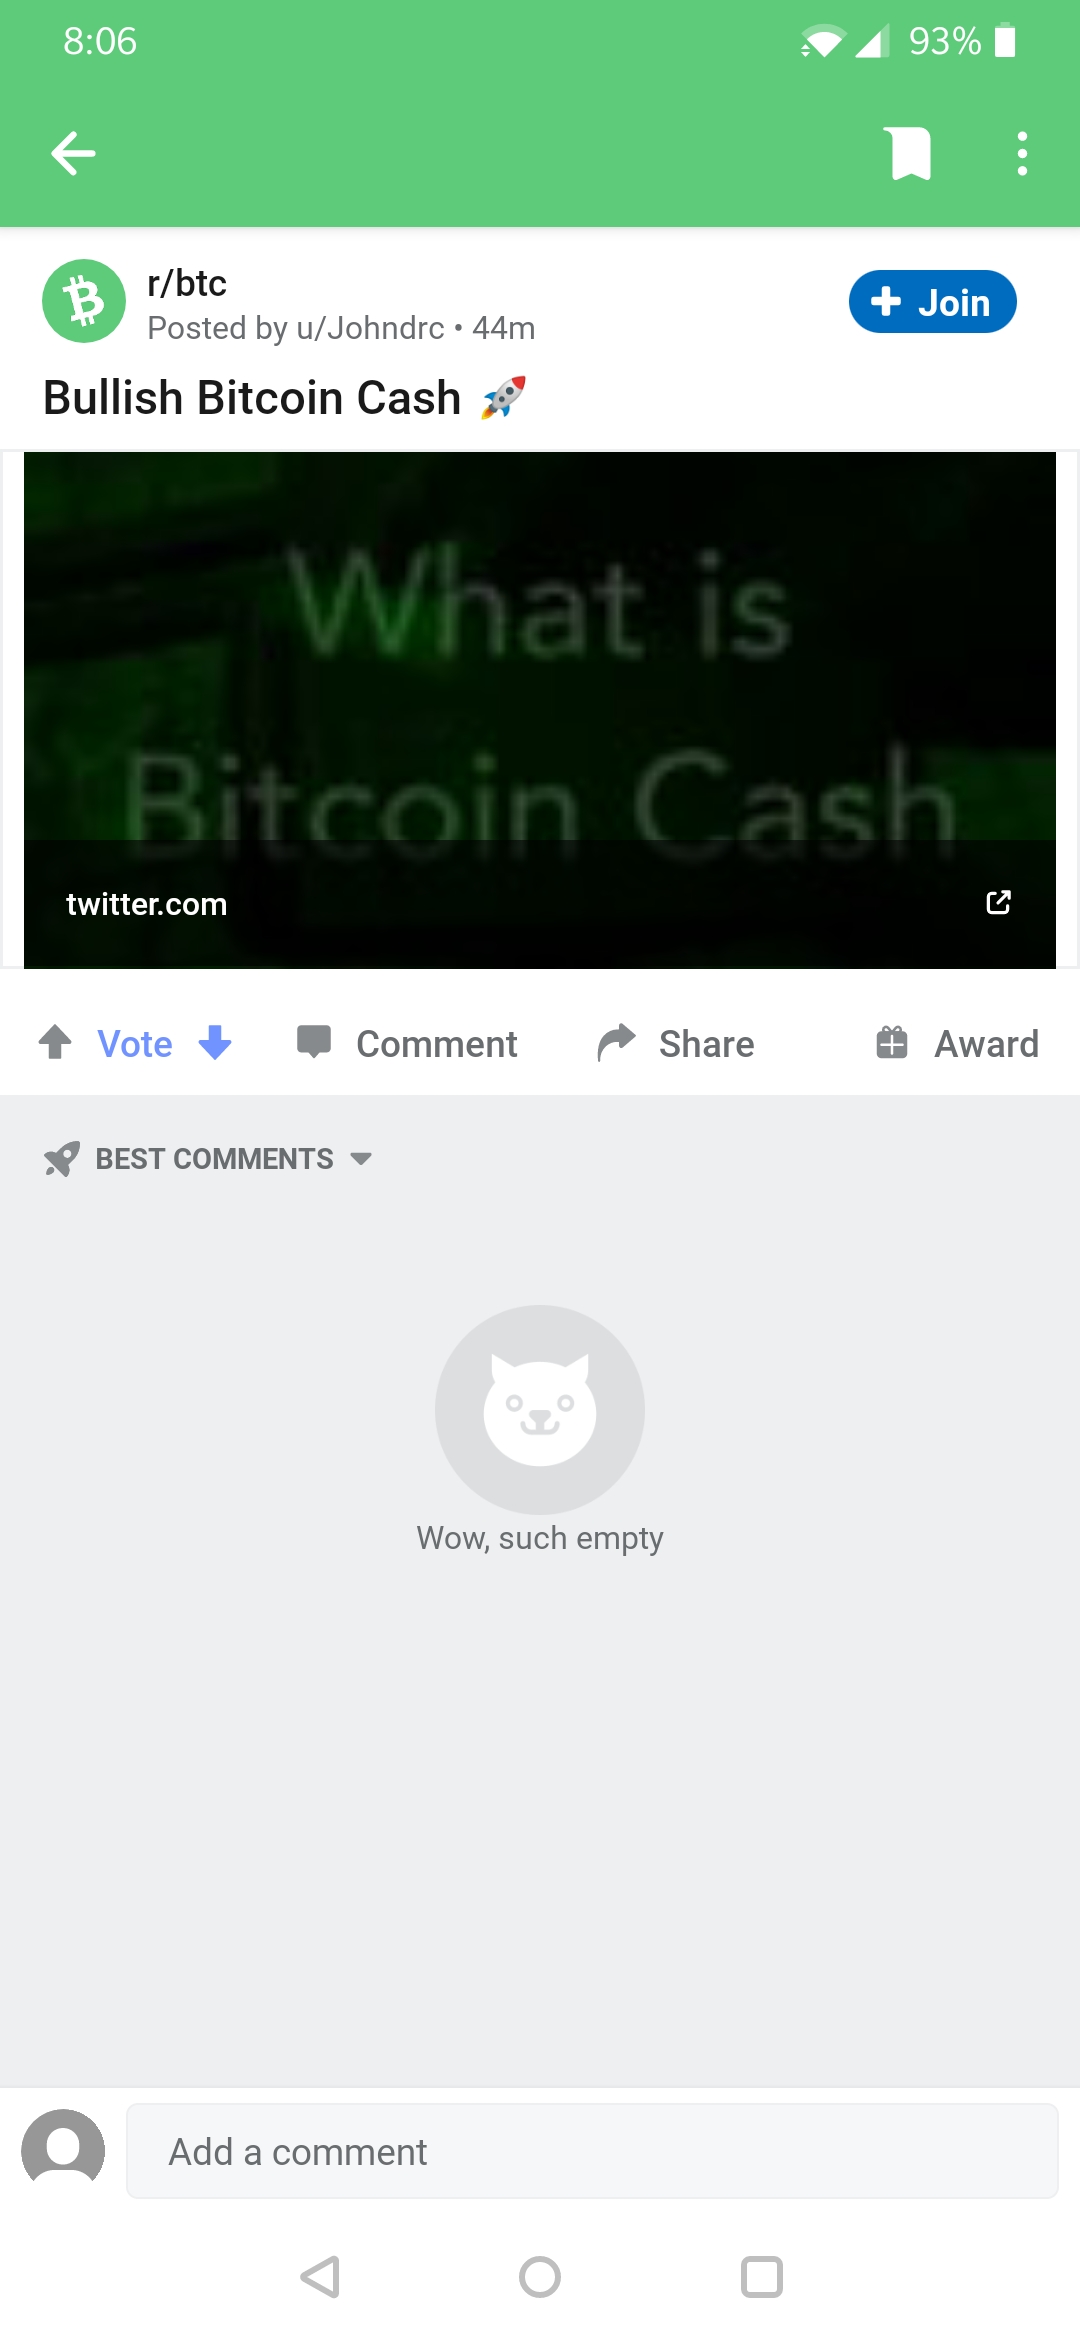 8:06
93%
r/btc
Posted by u/Johndrc • 44m
Join
Bullish Bitcoin Cash 🚀
What is
Bitcoin Cash
twitter.com
Vote
Comment
Share
Award
BEST COMMENTS
Wow, such empty
Add a comment